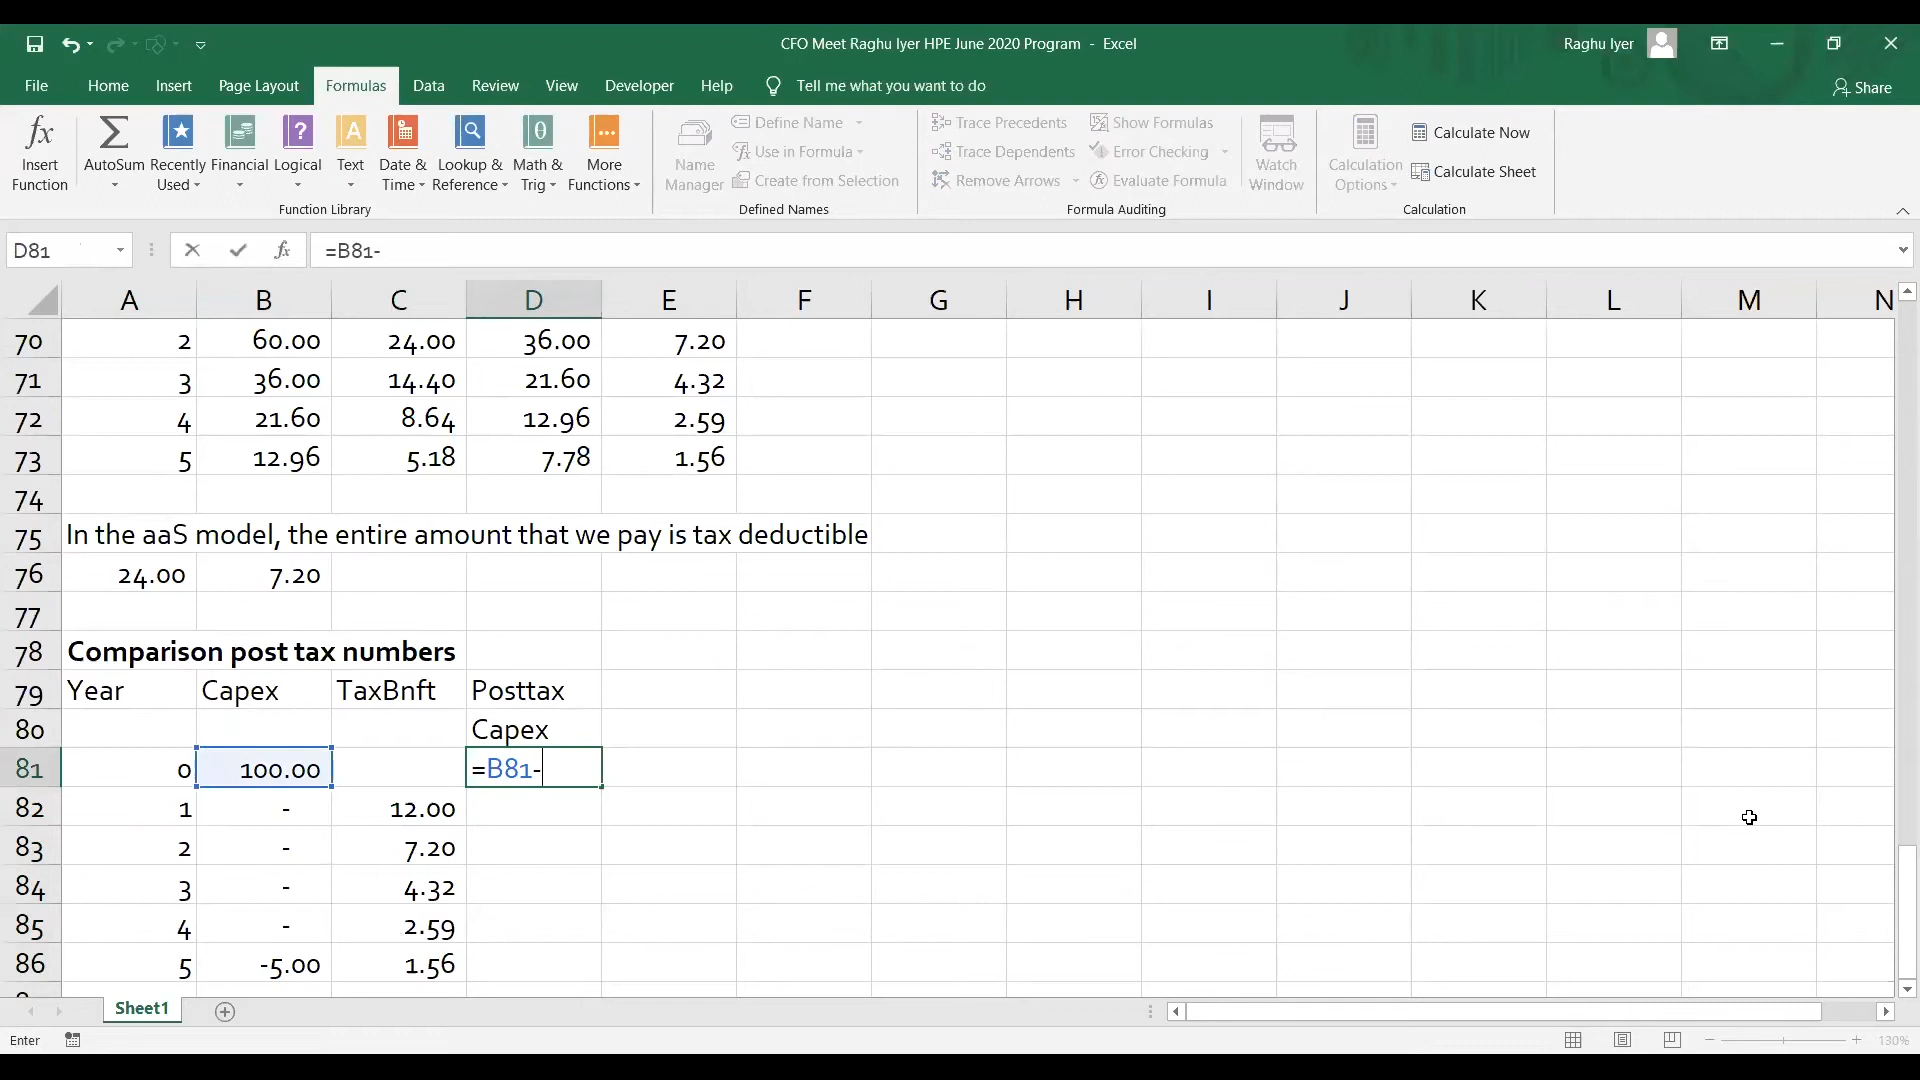 CFO Meet Raghu Iyer HPE June 2020 Program - Excel
Raghu Iyer
File Home Insert Page Layout Formulas Data Review View Developer Help Tell me what you want to do
Share
fx
Insert Function
AutoSum
Recently Used
Financial
Logical
Text
Date & Time
Lookup & Reference
Math & Trig
More Functions
Function Library
Name Manager
Define Name
Use in Formula
Create from Selection
Defined Names
Trace Precedents
Trace Dependents
Remove Arrows
Show Formulas
Error Checking
Evaluate Formula
Formula Auditing
Watch Window
Calculation Options
Calculate Now
Calculate Sheet
Calculation
D81 fx =B81-
A B C D E F G H I J K L M N
70 2 60.00 24.00 36.00 7.20
71 3 36.00 14.40 21.60 4.32
72 4 21.60 8.64 12.96 2.59
73 5 12.96 5.18 7.78 1.56
74
75 In the aaS model, the entire amount that we pay is tax deductible
76 24.00 7.20
77
78 Comparison post tax numbers
79 Year Capex TaxBnft Posttax
80 Capex
81 0 100.00 =B81-
82 1 - 12.00
83 2 - 7.20
84 3 - 4.32
85 4 - 2.59
86 5 -5.00 1.56
Sheet1
Enter
130%